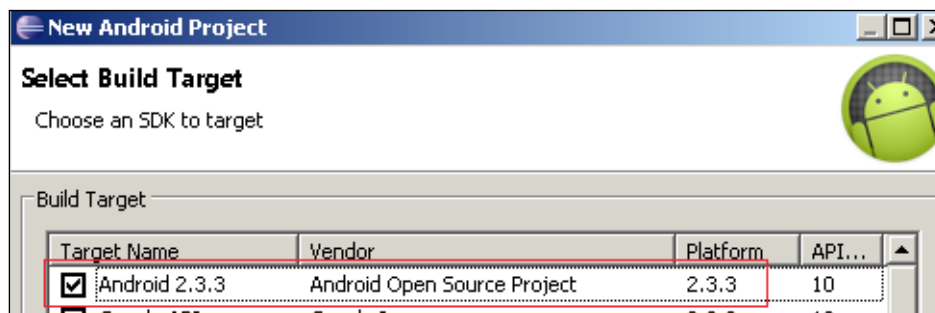 New Android Project
Select Build Target
Choose an SDK to target
Build Target
Target Name Vendor Platform API...
Android 2.3.3 Android Open Source Project 2.3.3 10